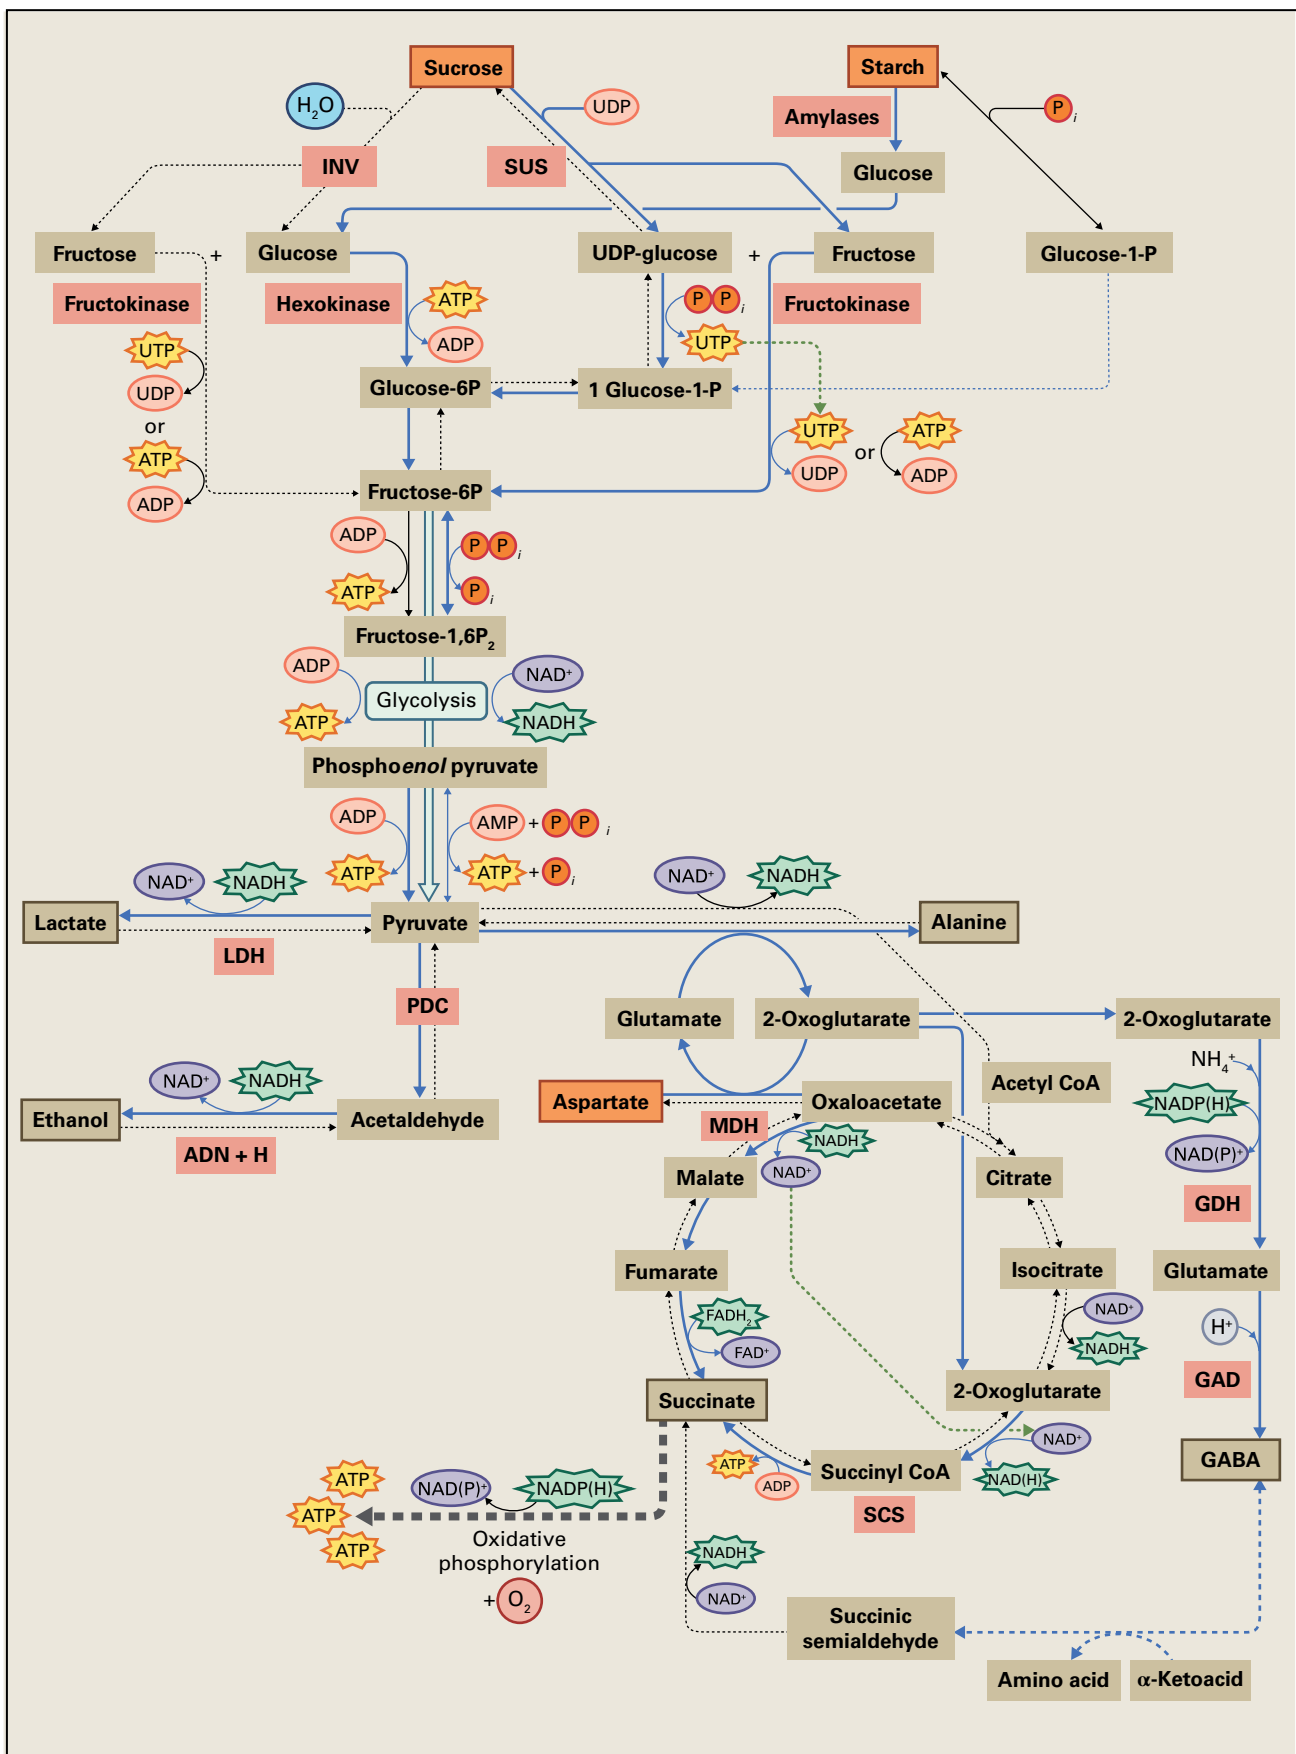 Sucrose
Starch
H2O
UDP
Pi
Amylases
INV
SUS
Glucose
Fructose
+
Glucose
UDP-glucose
+
Fructose
Glucose-1-P
Fructokinase
Hexokinase
ATP
P Pi
Fructokinase
ADP
UTP
UTP
UDP
Glucose-6P
1 Glucose-1-P
or
UTP
or
ATP
ATP
UDP
ADP
ADP
Fructose-6P
ADP
P Pi
ATP
Pi
Fructose-1,6P2
ADP
NAD+
Glycolysis
ATP
NADH
Phosphoenol pyruvate
ADP
AMP + P Pi
ATP
ATP + Pi
NAD+
NADH
NAD+
NADH
Lactate
Pyruvate
Alanine
LDH
PDC
Glutamate
2-Oxoglutarate
2-Oxoglutarate
NH4+
NAD+
NADH
Acetyl CoA
Ethanol
Acetaldehyde
Aspartate
Oxaloacetate
NADP(H)
ADN + H
MDH
NADH
NAD(P)+
Malate
NAD+
Citrate
GDH
Fumarate
Isocitrate
Glutamate
FADH2
NAD+
H+
FAD+
NADH
Succinate
2-Oxoglutarate
GAD
NAD+
ATP
Succinyl CoA
NAD(H)
GABA
ADP
ATP
NAD(P)+
NADP(H)
ATP
SCS
ATP
Oxidative
phosphorylation
+ O2
NADH
NAD+
Succinic
semialdehyde
Amino acid
α-Ketoacid